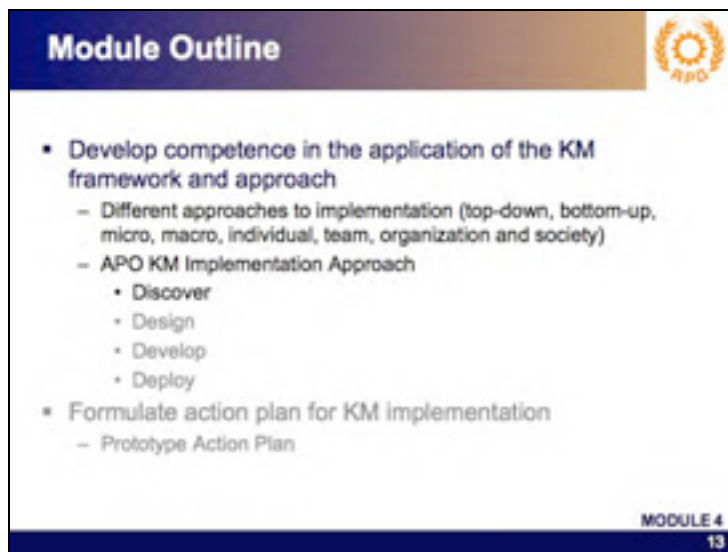 Module Outline
APO
▪ Develop competence in the application of the KM
framework and approach
– Different approaches to implementation (top-down, bottom-up,
micro, macro, individual, team, organization and society)
– APO KM Implementation Approach
• Discover
• Design
• Develop
• Deploy
▪ Formulate action plan for KM implementation
– Prototype Action Plan
MODULE 4
13